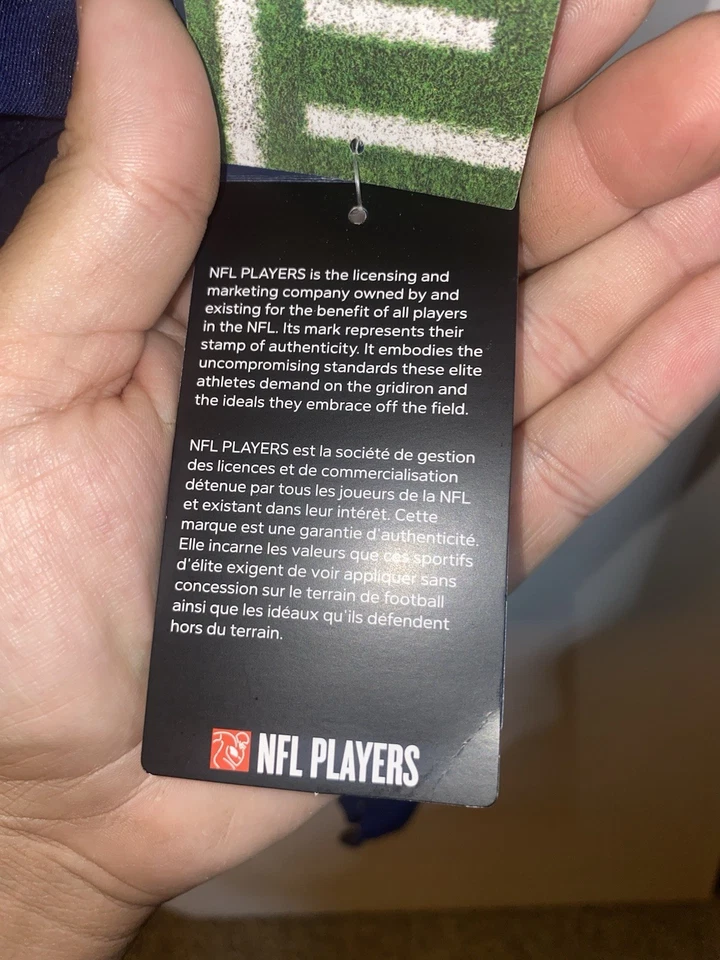 NFL PLAYERS is the licensing and
marketing company owned by and
existing for the benefit of all players
in the NFL. Its mark represents their
stamp of authenticity. It embodies the
uncompromising standards these elite
athletes demand on the gridiron and
the ideals they embrace off the field.
NFL PLAYERS est la société de gestion
des licences et de commercialisation
détenue par tous les joueurs de la NFL
et existant dans leur intérêt. Cette
marque est une garantie d'authenticité.
Elle incarne les valeurs que ces sportifs
d'élite exigent de voir appliquer sans
concession sur le terrain de football
ainsi que les idéaux qu'ils défendent
hors du terrain.
NFL PLAYERS